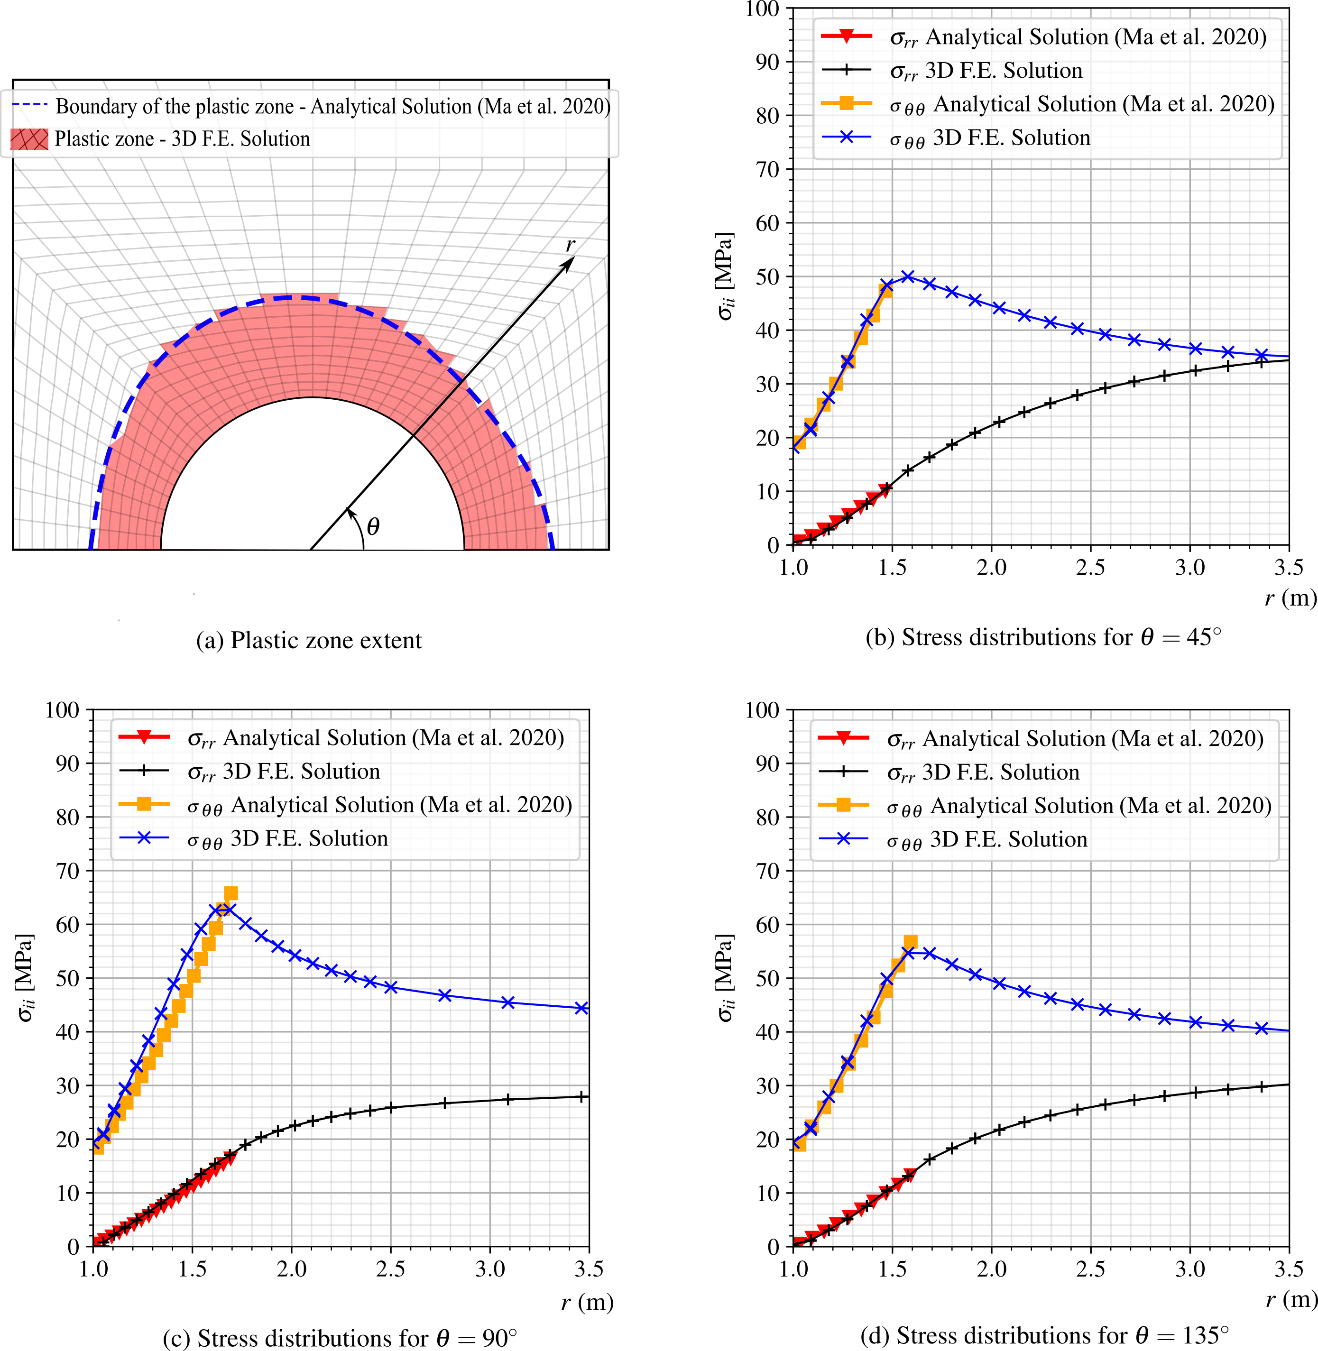 Boundary of the plastic zone - Analytical Solution (Ma et al. 2020)
Plastic zone - 3D F.E. Solution
r
θ
(a) Plastic zone extent
σrr Analytical Solution (Ma et al. 2020)
σrr 3D F.E. Solution
σθθ Analytical Solution (Ma et al. 2020)
σθθ 3D F.E. Solution
100
90
80
70
60
50
40
30
20
10
0
σii [MPa]
1.0 1.5 2.0 2.5 3.0 3.5
r (m)
(b) Stress distributions for θ = 45°
σrr Analytical Solution (Ma et al. 2020)
σrr 3D F.E. Solution
σθθ Analytical Solution (Ma et al. 2020)
σθθ 3D F.E. Solution
100
90
80
70
60
50
40
30
20
10
0
σii [MPa]
1.0 1.5 2.0 2.5 3.0 3.5
r (m)
(c) Stress distributions for θ = 90°
σrr Analytical Solution (Ma et al. 2020)
σrr 3D F.E. Solution
σθθ Analytical Solution (Ma et al. 2020)
σθθ 3D F.E. Solution
100
90
80
70
60
50
40
30
20
10
0
σii [MPa]
1.0 1.5 2.0 2.5 3.0 3.5
r (m)
(d) Stress distributions for θ = 135°